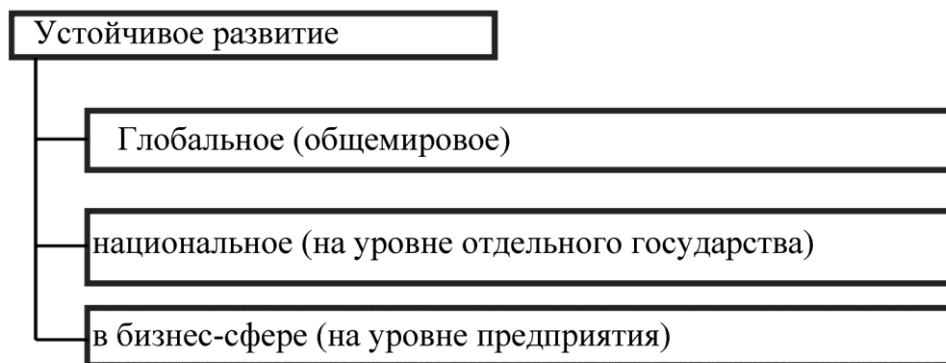 Устойчивое развитие
Глобальное (общемировое)
национальное (на уровне отдельного государства)
в бизнес-сфере (на уровне предприятия)